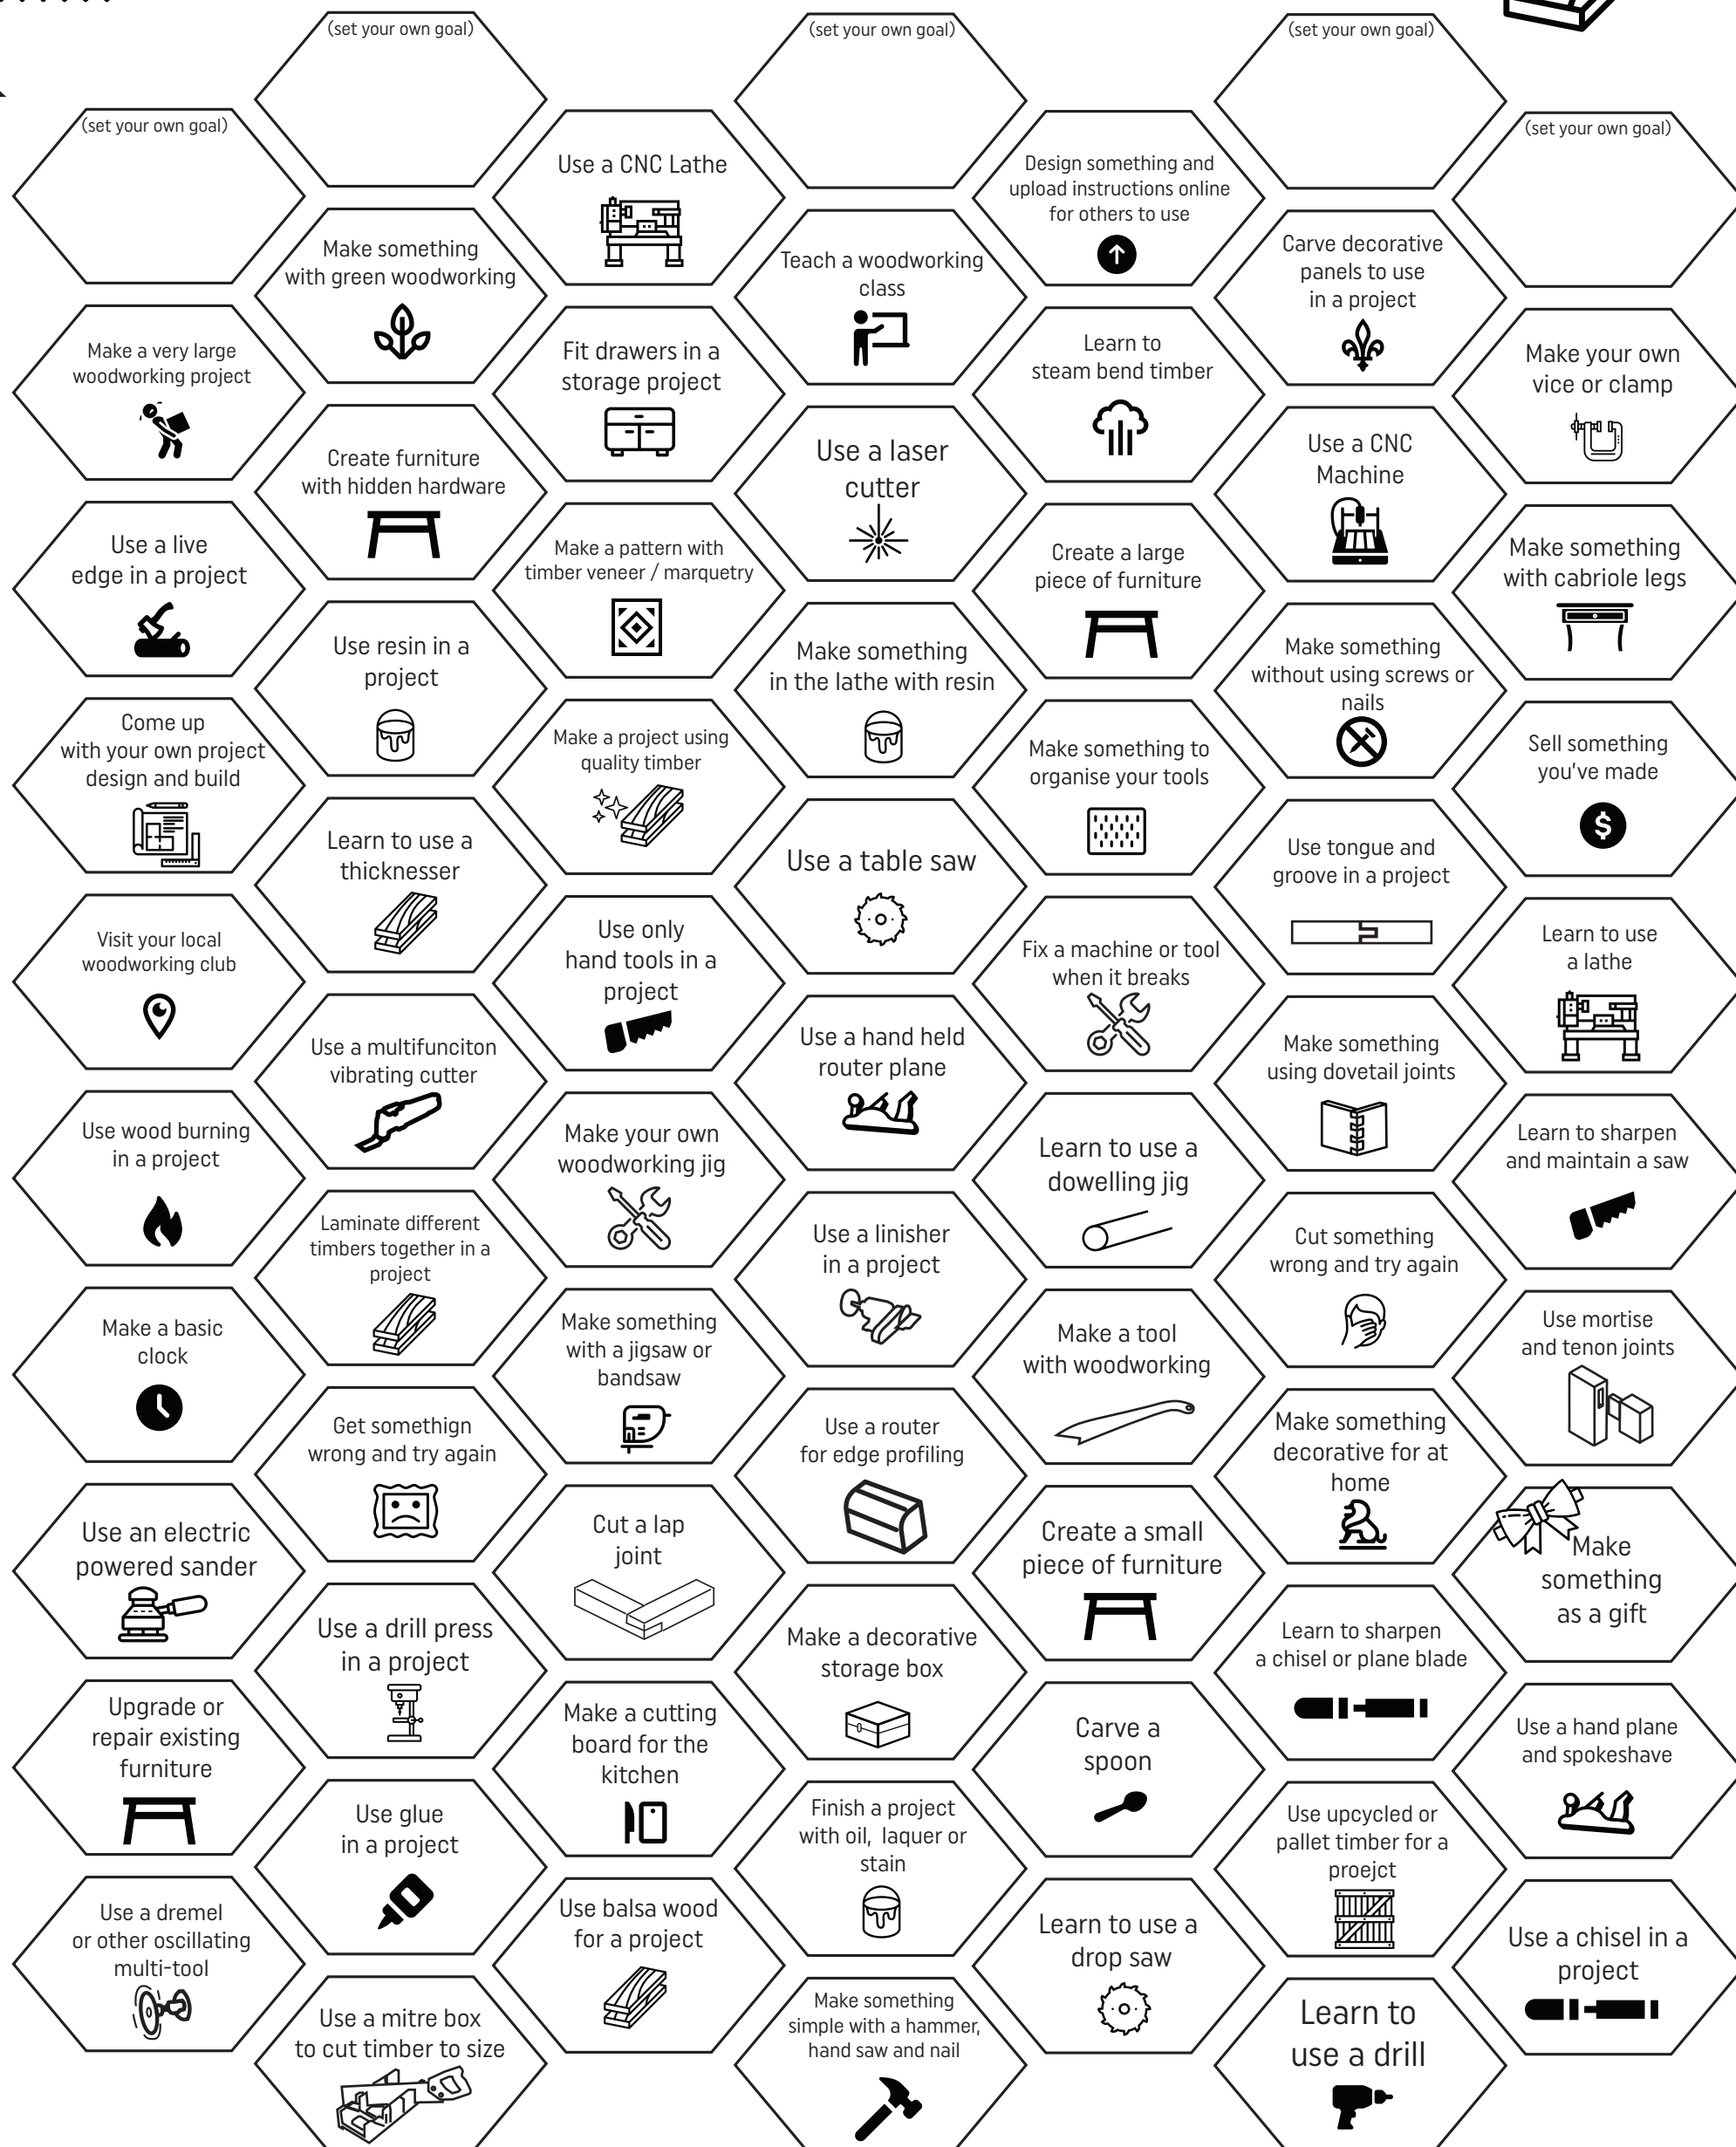 (set your own goal)
(set your own goal)
(set your own goal)
(set your own goal)
(set your own goal)
Use a CNC Lathe
Design something and
upload instructions online
for others to use
Make something
with green woodworking
Teach a woodworking
class
Carve decorative
panels to use
in a project
Make a very large
woodworking project
Fit drawers in a
storage project
Learn to
steam bend timber
Make your own
vice or clamp
Create furniture
with hidden hardware
Use a laser
cutter
Use a CNC
Machine
Use a live
edge in a project
Make a pattern with
timber veneer / marquetry
Create a large
piece of furniture
Make something
with cabriole legs
Use resin in a
project
Make something
in the lathe with resin
Make something
without using screws or
nails
Come up
with your own project
design and build
Make a project using
quality timber
Make something to
organise your tools
Sell something
you've made
$
Learn to use a
thicknesser
Use a table saw
Use tongue and
groove in a project
Visit your local
woodworking club
Use only
hand tools in a
project
Fix a machine or tool
when it breaks
Learn to use
a lathe
Use a multifunciton
vibrating cutter
Use a hand held
router plane
Make something
using dovetail joints
Use wood burning
in a project
Make your own
woodworking jig
Learn to use a
dowelling jig
Learn to sharpen
and maintain a saw
Laminate different
timbers together in a
project
Use a linisher
in a project
Cut something
wrong and try again
Make a basic
clock
Make something
with a jigsaw or
bandsaw
Make a tool
with woodworking
Use mortise
and tenon joints
Get somethign
wrong and try again
Use a router
for edge profiling
Make something
decorative for at
home
Use an electric
powered sander
Cut a lap
joint
Create a small
piece of furniture
Make
something
as a gift
Use a drill press
in a project
Make a decorative
storage box
Learn to sharpen
a chisel or plane blade
Upgrade or
repair existing
furniture
Make a cutting
board for the
kitchen
Carve a
spoon
Use a hand plane
and spokeshave
Use glue
in a project
Finish a project
with oil, laquer or
stain
Use upcycled or
pallet timber for a
proejct
Use a dremel
or other oscillating
multi-tool
Use balsa wood
for a project
Learn to use a
drop saw
Use a chisel in a
project
Use a mitre box
to cut timber to size
Make something
simple with a hammer,
hand saw and nail
Learn to
use a drill